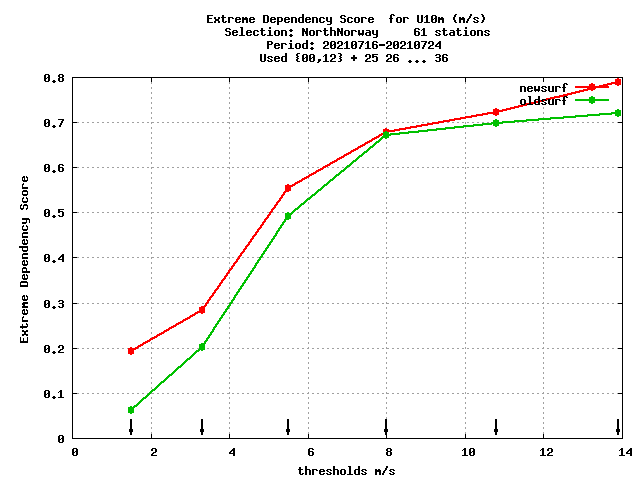 Extreme Dependency Score  for U10m (m/s)
Selection: NorthNorway     61 stations
Period: 20210716-20210724
Used {00,12} + 25 26 ... 36
0.8
0.7
0.6
0.5
0.4
0.3
0.2
0.1
0
Extreme Dependency Score
newsurf
oldsurf
0 2 4 6 8 10 12 14
thresholds m/s